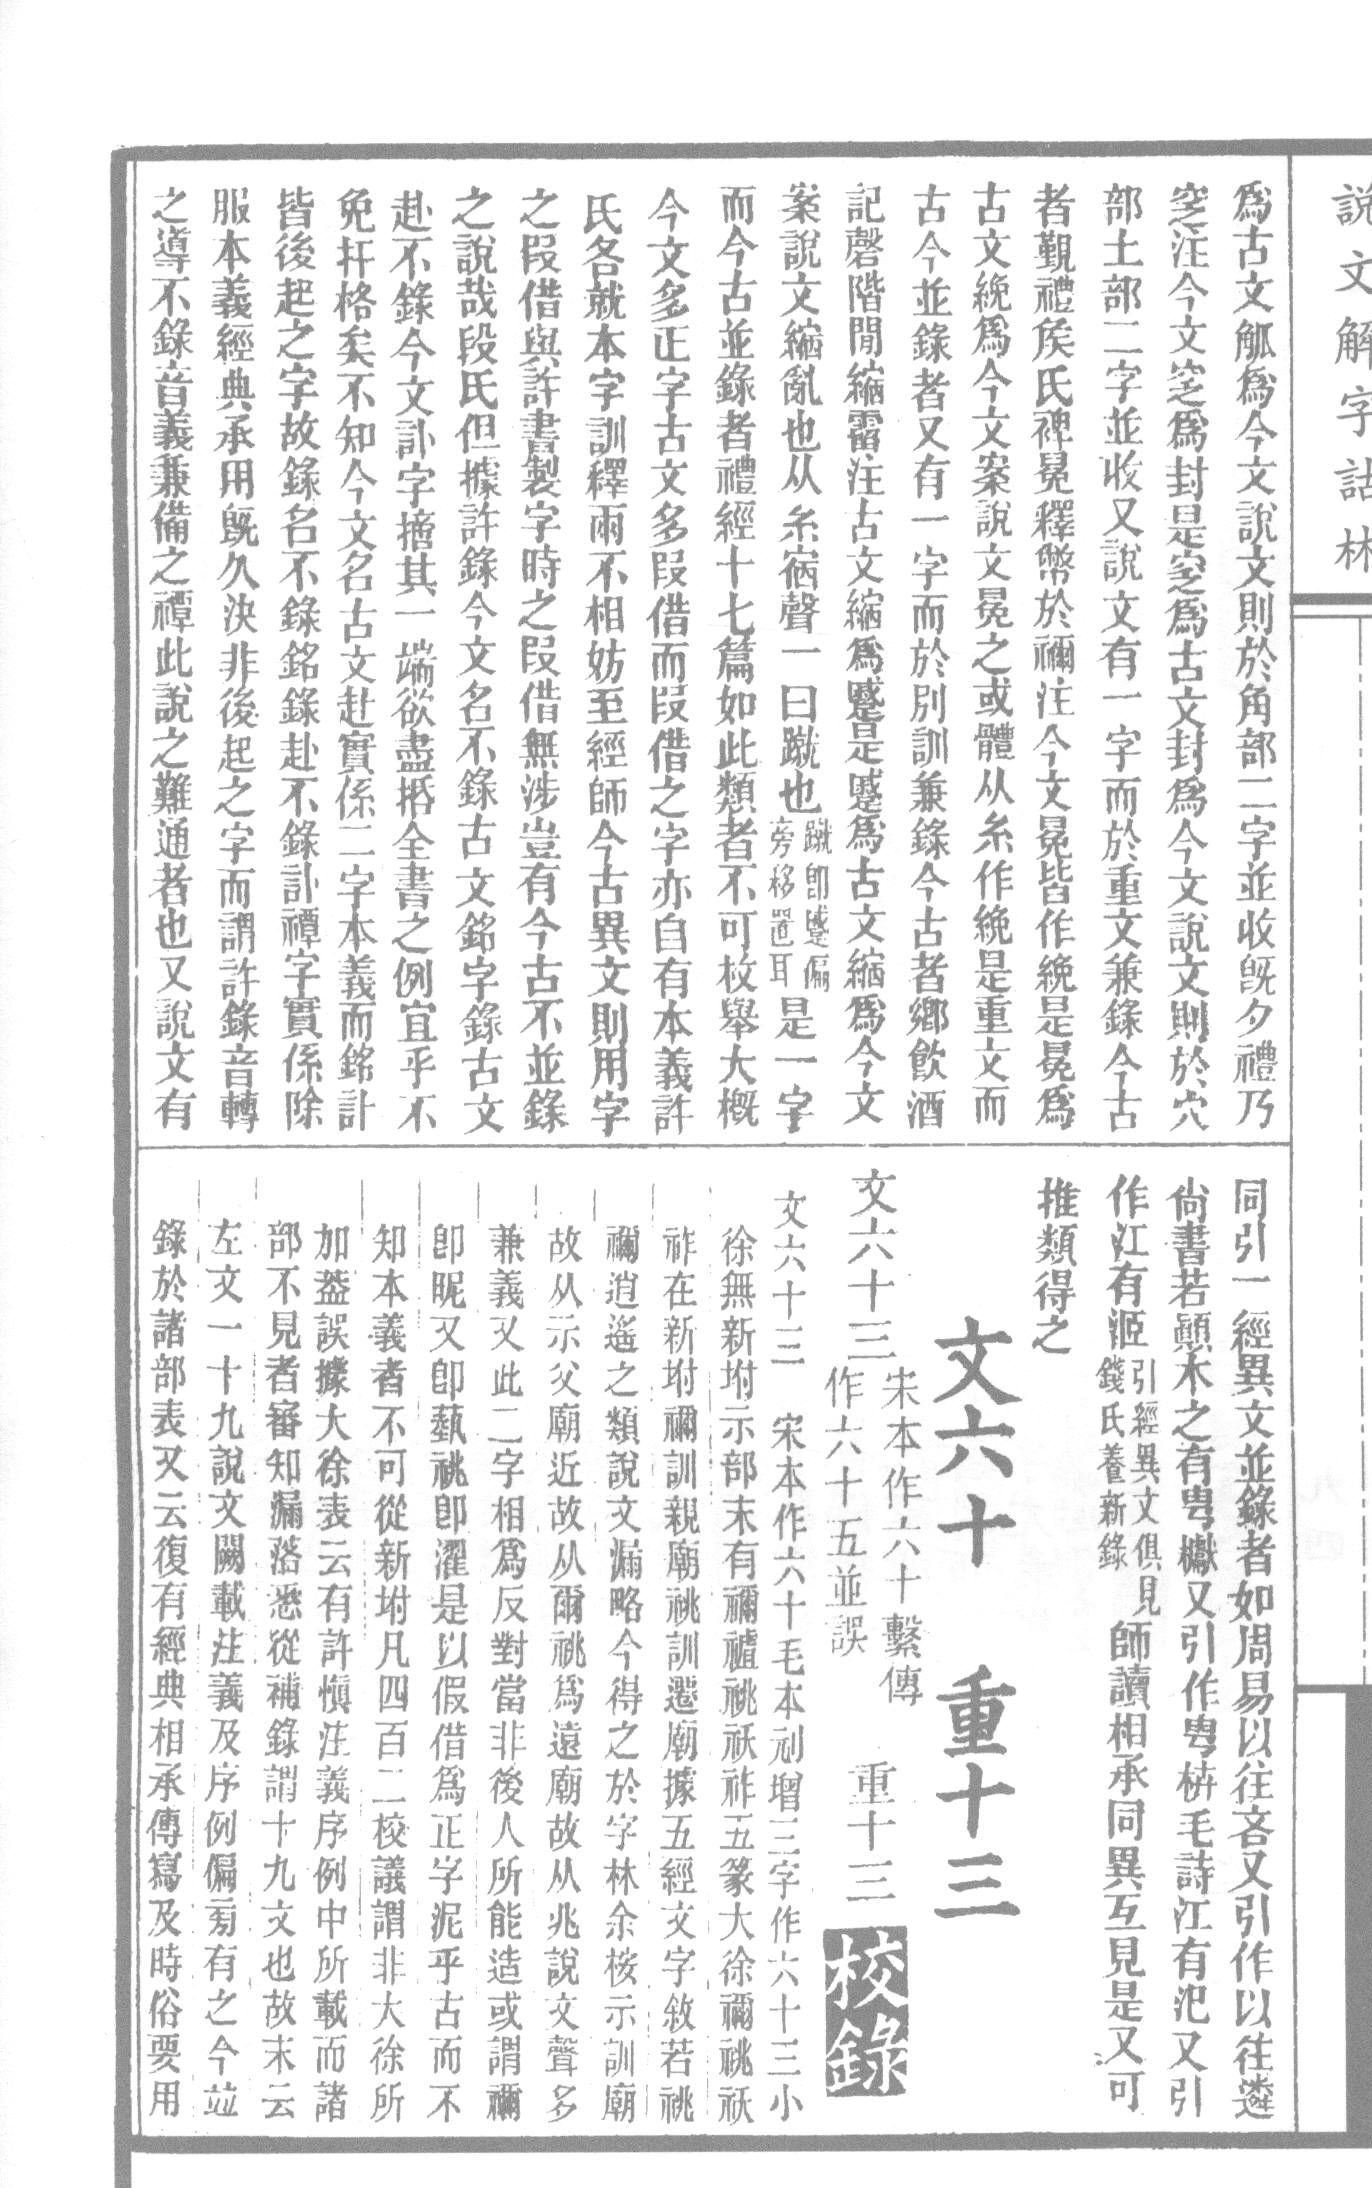 說文解字詁林
爲古文觚爲今文說文則於角部二字並收旣夕禮乃
窆注今文窆爲封是窆爲古文封爲今文說文則於穴
部土部二字並收又說文有一字而於重文兼錄今古
者覲禮矦氏裨冕釋幣於禰注今文冕皆作絻是冕爲
古文絻爲今文案說文冕之或體从糸作絻是重文而
古今並錄者又有一字而於別訓兼錄今古者鄉飮酒
記磬階閒縮霤注古文縮爲蹙是蹙爲古文縮爲今文
案說文縮亂也从糸宿聲一曰蹴也蹴卽蹙偏旁移置耳是一字
而今古並錄者禮經十七篇如此類者不可枚舉大槪
今文多正字古文多叚借而叚借之字亦自有本義許
氏各就本字訓釋兩不相妨至經師今古異文則用字
之叚借與許書製字時之叚借無涉豈有今古不並錄
之說哉段氏但據許錄今文名不錄古文銘字錄古文
赴不錄今文訃字擣其一端欲盡括全書之例宜乎不
免扞格矣不知今文名古文赴實係二字本義而銘訃
皆後起之字故錄名不錄銘錄赴不錄訃禫字實係除
服本義經典承用旣久決非後起之字而謂許錄音轉
之導不錄音義兼備之禫此說之難通者也又說文有
同引一經異文並錄者如周易以往吝又引作以往遴
尙書若顚木之有㽕欁又引作㽕枿毛詩江有汜又引
作江有洍引經異文俱見錢氏養新錄師讀相承同異互見是又可
推類得之
文六十　重十三
文六十三宋本作六十繫傳作六十五並誤　重十三
校錄
文六十三　宋本作六十毛本刓增三字作六十三小
徐無新坿示部末有禰𥛚祧祆祚五篆大徐禰祧祆
祚在新坿禰訓親廟祧訓遷廟據五經文字敘若祧
禰逍遙之類說文漏略今得之於字林余桉示訓廟
故从示父廟近故从爾祧爲遠廟故从兆說文聲多
兼義又此二字相爲反對當非後人所能造或謂禰
卽昵又卽藝祧卽濯是以假借爲正字泥乎古而不
知本義者不可從新坿凡四百二校議謂非大徐所
加葢誤據大徐表云有許愼注義序例中所載而諸
部不見者審知漏落悉從補錄謂十九文也故末云
左文一十九說文闕載注義及序例偏㫄有之今竝
錄於諸部表又云復有經典相承傳寫及時俗要用